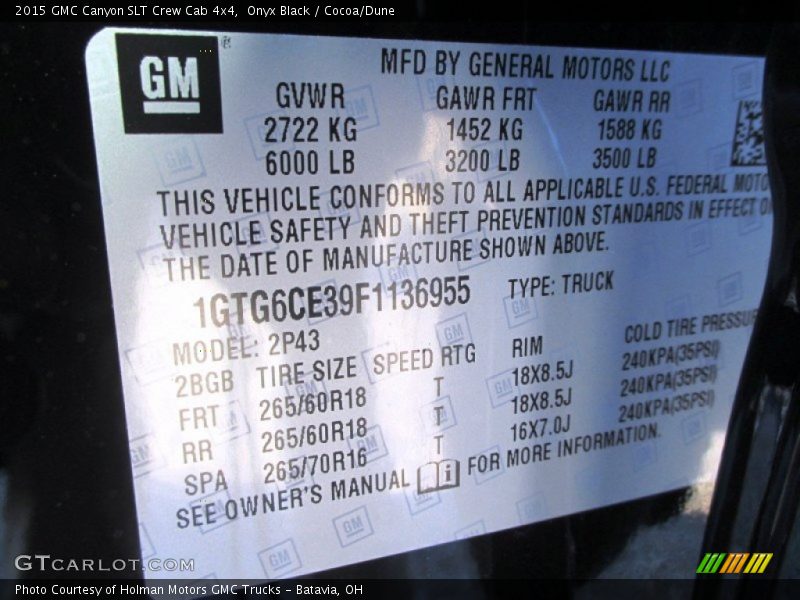 2015 GMC Canyon SLT Crew Cab 4x4, Onyx Black / Cocoa/Dune
GM
®
MFD BY GENERAL MOTORS LLC
GVWR GAWR FRT GAWR RR
2722 KG 1452 KG 1588 KG
6000 LB 3200 LB 3500 LB
THIS VEHICLE CONFORMS TO ALL APPLICABLE U.S. FEDERAL MOTO
VEHICLE SAFETY AND THEFT PREVENTION STANDARDS IN EFFECT O
THE DATE OF MANUFACTURE SHOWN ABOVE.
1GTG6CE39F1136955 TYPE: TRUCK
MODEL: 2P43
2BGB TIRE SIZE SPEED RTG RIM COLD TIRE PRESSUR
FRT 265/60R18 T 18X8.5J 240KPA(35PSI)
RR 265/60R18 T 18X8.5J 240KPA(35PSI)
SPA 265/70R16 T 16X7.0J 240KPA(35PSI)
SEE OWNER'S MANUAL i FOR MORE INFORMATION.
GTcarlot.com
Photo Courtesy of Holman Motors GMC Trucks - Batavia, OH